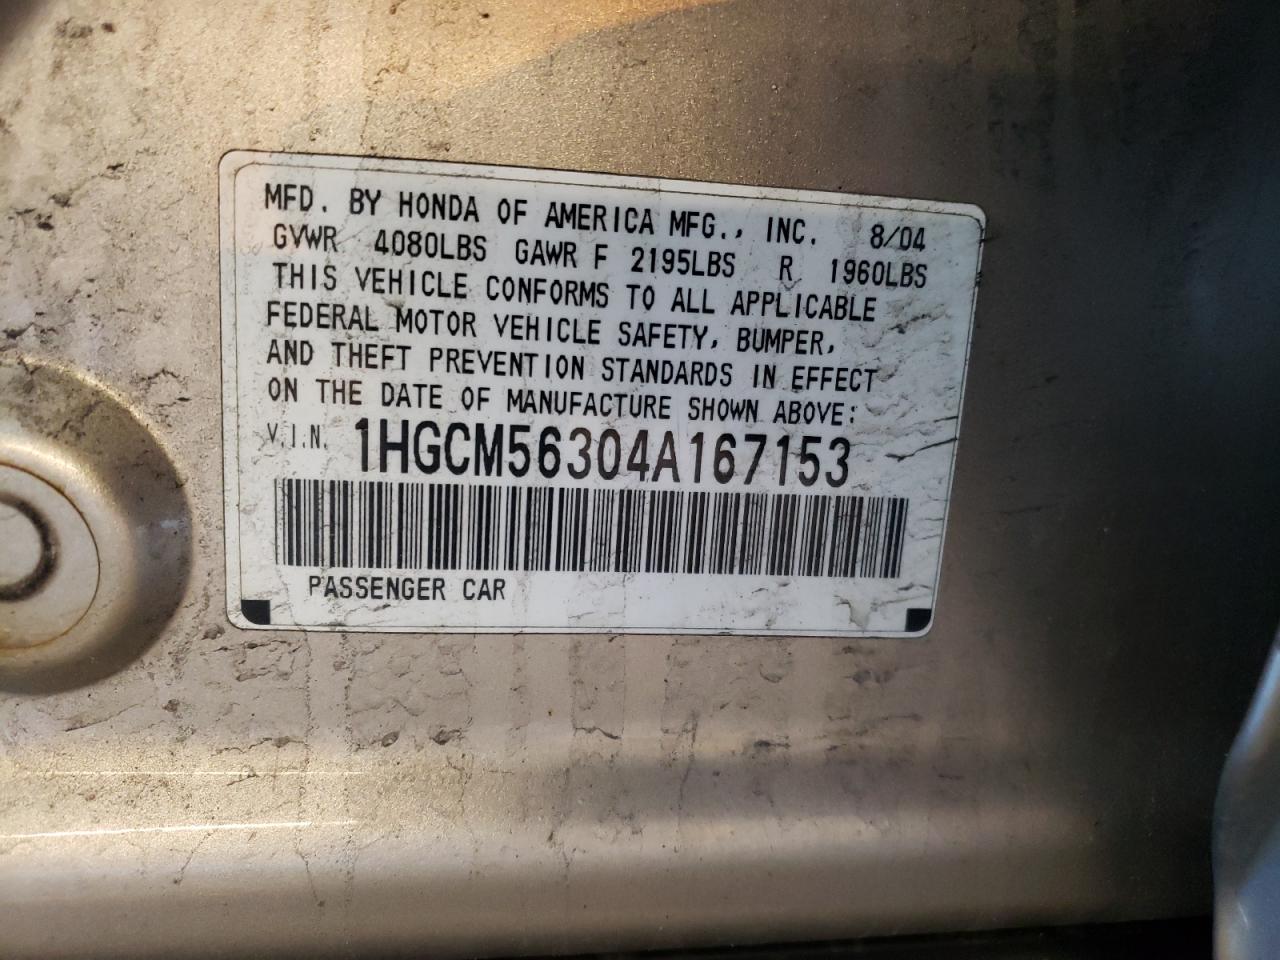 MFD. BY HONDA OF AMERICA MFG., INC. 8/04
GVWR 4080LBS GAWR F 2195LBS R 1960LBS
THIS VEHICLE CONFORMS TO ALL APPLICABLE
FEDERAL MOTOR VEHICLE SAFETY, BUMPER,
AND THEFT PREVENTION STANDARDS IN EFFECT
ON THE DATE OF MANUFACTURE SHOWN ABOVE:
V.I.N. 1HGCM56304A167153
PASSENGER CAR